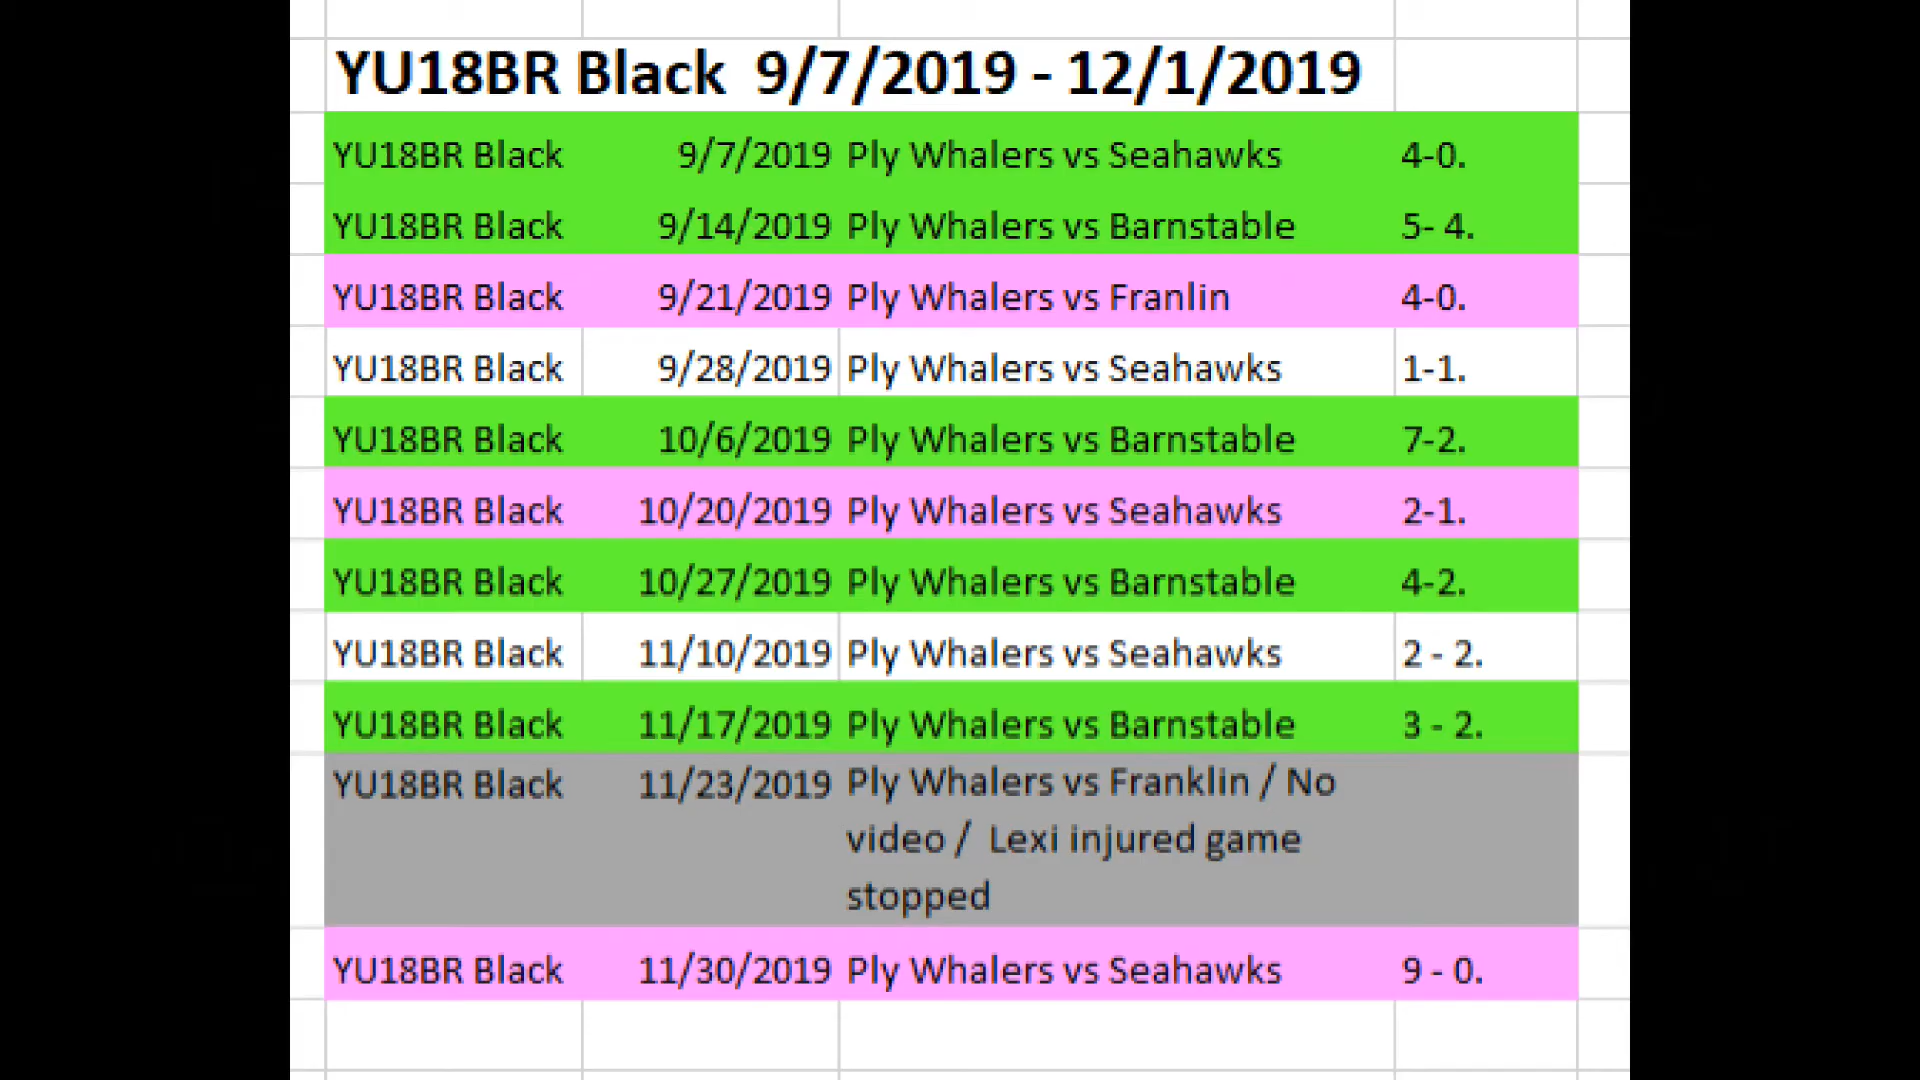 YU18BR Black 9/7/2019 - 12/1/2019
YU18BR Black 9/7/2019 Ply Whalers vs Seahawks 4-0.
YU18BR Black 9/14/2019 Ply Whalers vs Barnstable 5- 4.
YU18BR Black 9/21/2019 Ply Whalers vs Franlin 4-0.
YU18BR Black 9/28/2019 Ply Whalers vs Seahawks 1-1.
YU18BR Black 10/6/2019 Ply Whalers vs Barnstable 7-2.
YU18BR Black 10/20/2019 Ply Whalers vs Seahawks 2-1.
YU18BR Black 10/27/2019 Ply Whalers vs Barnstable 4-2.
YU18BR Black 11/10/2019 Ply Whalers vs Seahawks 2 - 2.
YU18BR Black 11/17/2019 Ply Whalers vs Barnstable 3 - 2.
YU18BR Black 11/23/2019 Ply Whalers vs Franklin / No
video / Lexi injured game
stopped
YU18BR Black 11/30/2019 Ply Whalers vs Seahawks 9 - 0.